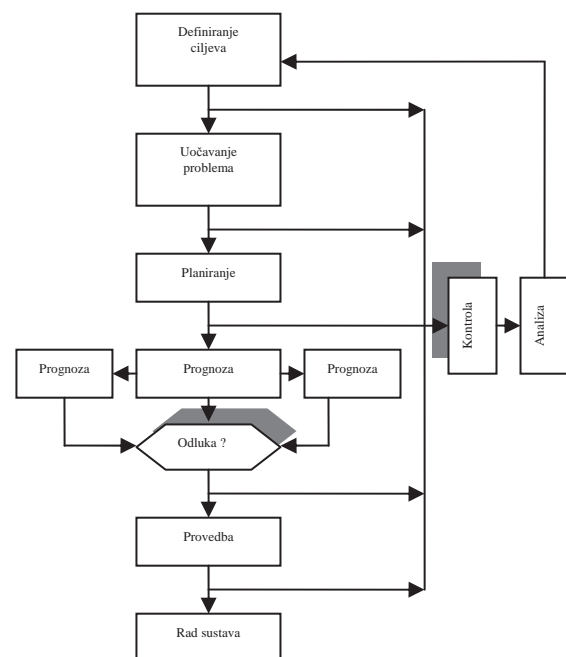 Definiranje
ciljeva
Uočavanje
problema
Planiranje
Kontrola
Analiza
Prognoza
Prognoza
Prognoza
Odluka ?
Provedba
Rad sustava